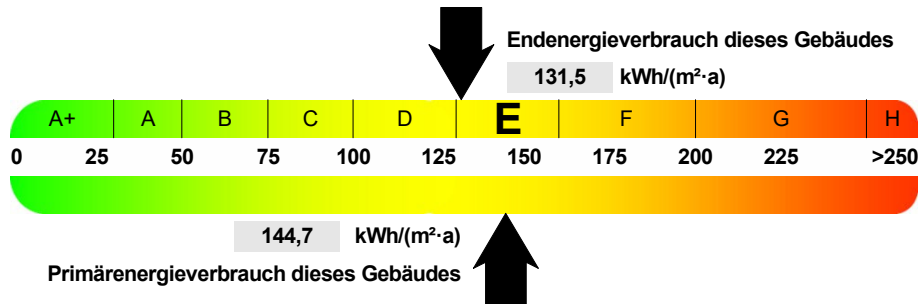 Endenergieverbrauch dieses Gebäudes
131,5 kWh/(m²·a)
A+ A B C D E F G H
0 25 50 75 100 125 150 175 200 225 >250
144,7 kWh/(m²·a)
Primärenergieverbrauch dieses Gebäudes